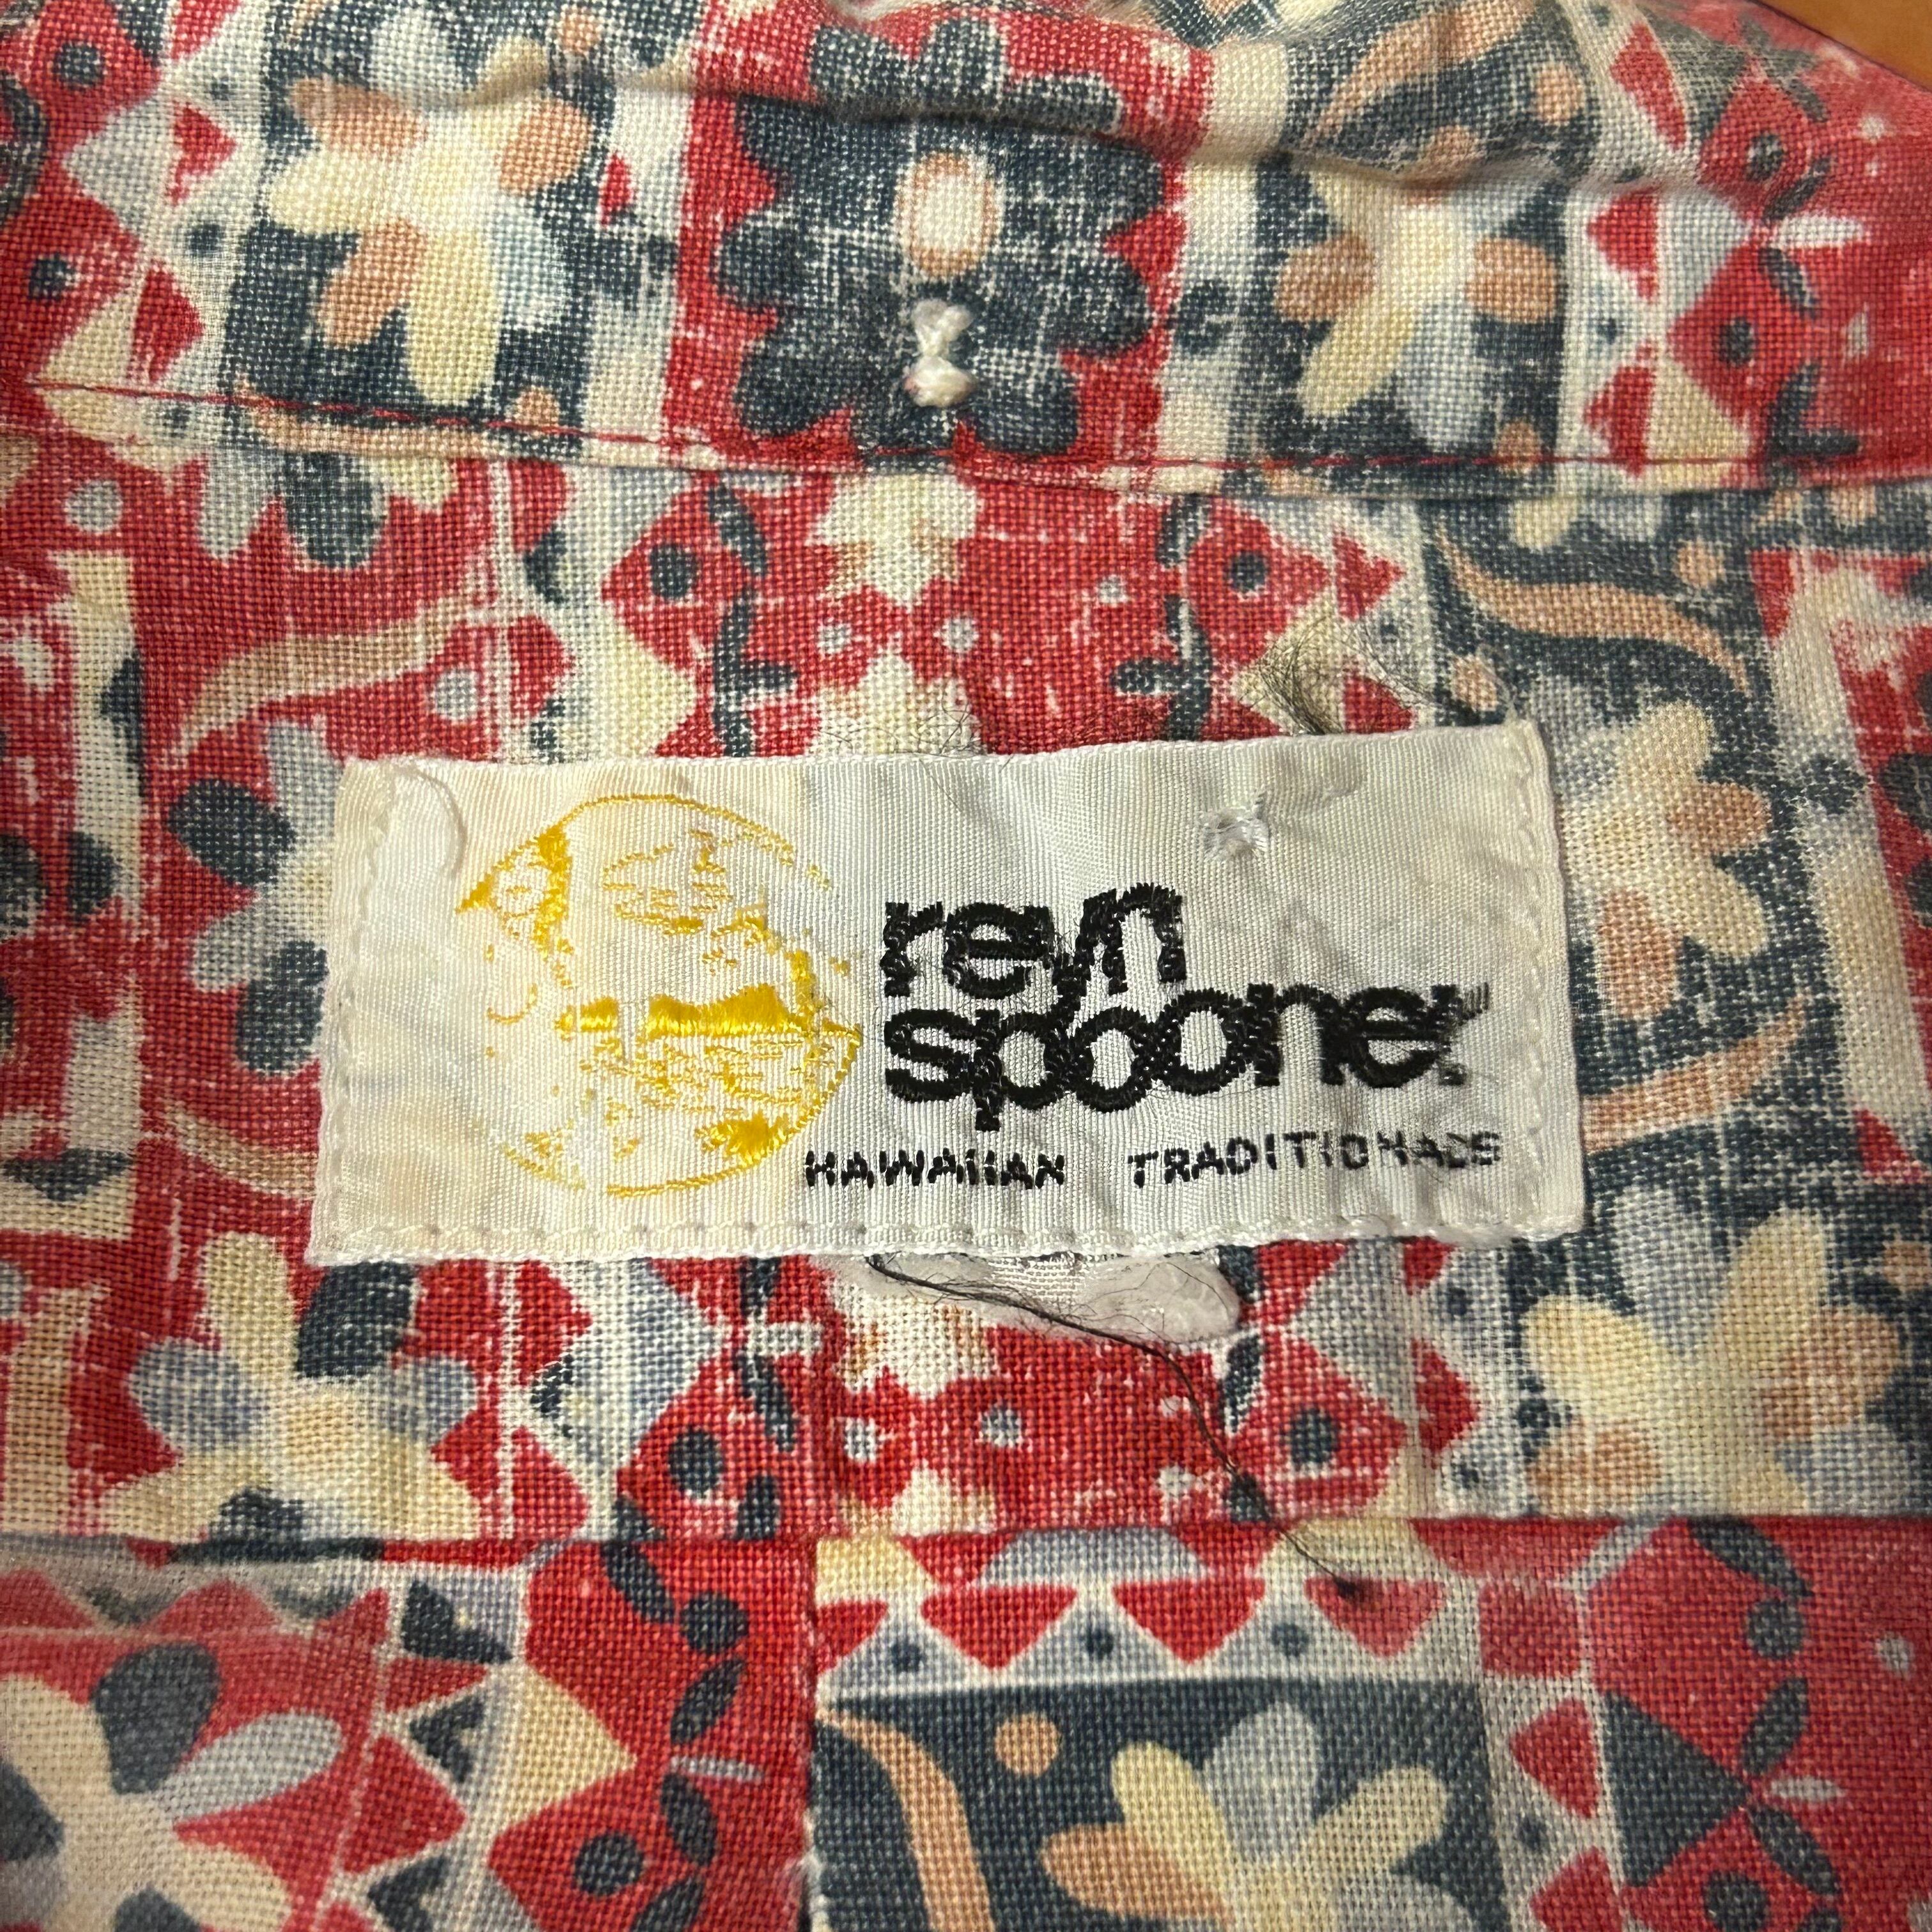 reyn
spooner
HAWAIIAN TRADITIONALS